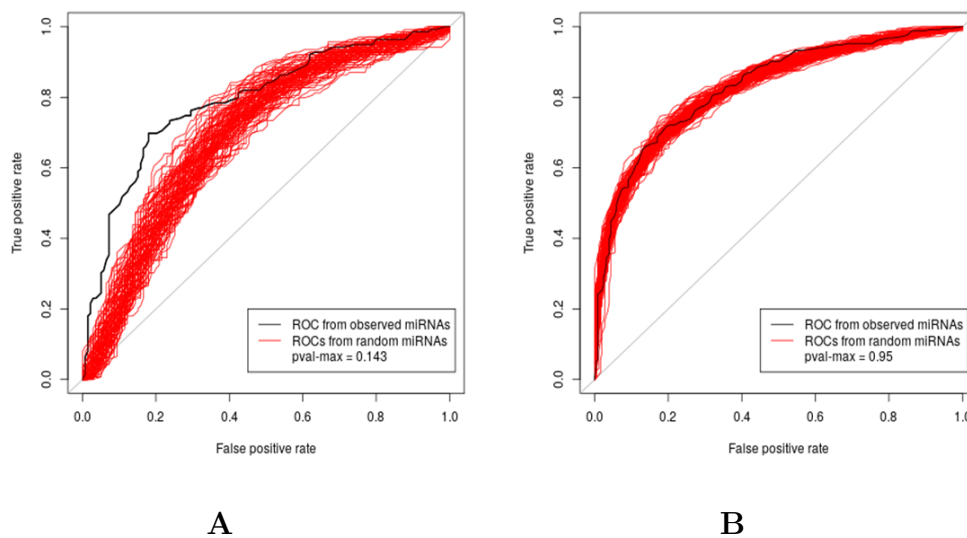 1.0
0.8
0.6
0.4
0.2
0.0
True positive rate
ROC from observed miRNAs
ROCs from random miRNAs
pval-max = 0.143
0.0 0.2 0.4 0.6 0.8 1.0
False positive rate
A
1.0
0.8
0.6
0.4
0.2
0.0
True positive rate
ROC from observed miRNAs
ROCs from random miRNAs
pval-max = 0.95
0.0 0.2 0.4 0.6 0.8 1.0
False positive rate
B